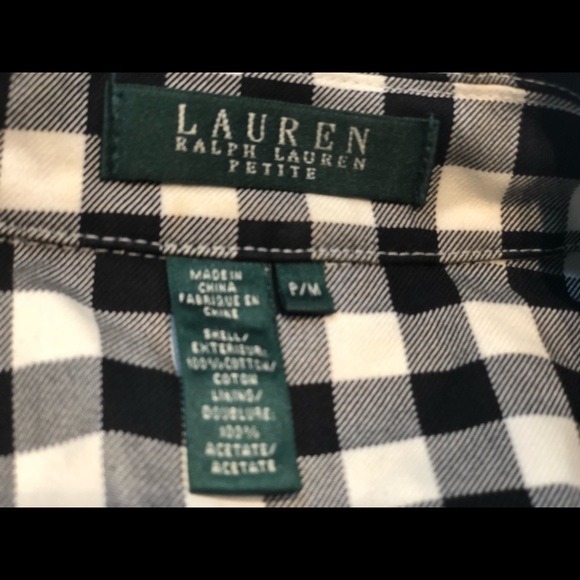 LAUREN
RALPH LAUREN
PETITE
MADE IN
CHINA
FABRIQUE EN
CHINE
P/M
SHELL/
EXTERIEUR:
100% COTTON/
COTON
LINING/
DOUBLURE:
100%
ACETATE/
ACETATE